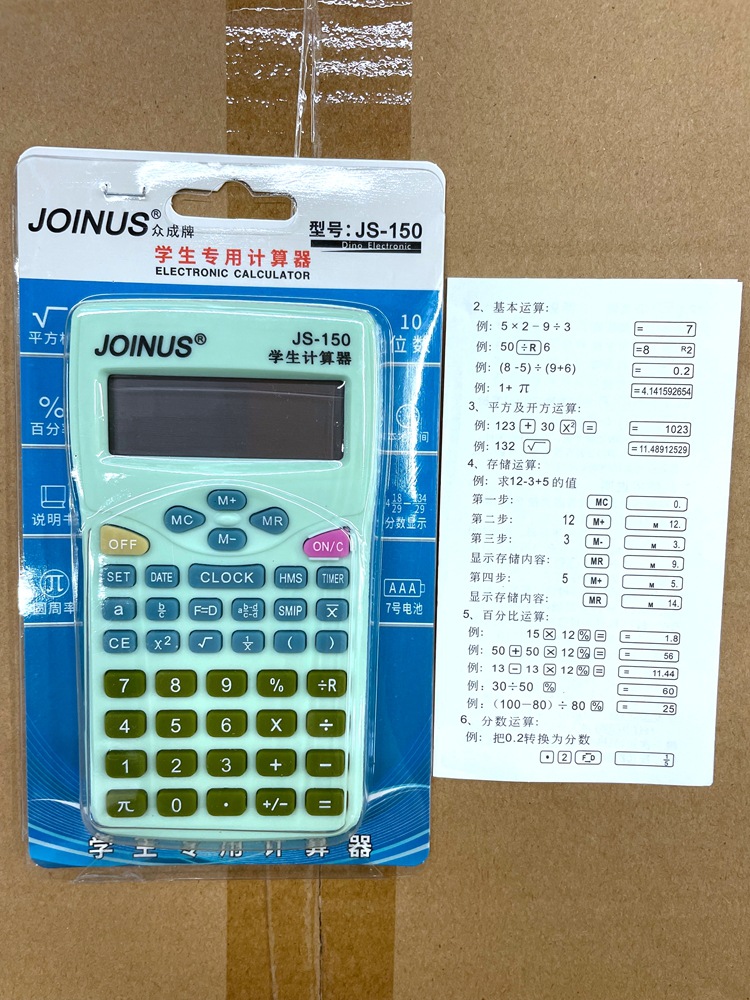 JOINUS®
众成牌
型号:JS-150
Dino Electronic
学生专用计算器
ELECTRONIC CALCULATOR
平方根
10
位数
%
百分率
说明书
分数显示
π
圆周率
AAA
7号电池
JOINUS®
JS-150
学生计算器
M+
MC
MR
M-
OFF
ON/C
SET DATE CLOCK HMS TIMER
a b/c F=D a b-d/c-d SMIP x̅
CE X² √ 1/X ( )
7 8 9 % ÷R
4 5 6 X ÷
1 2 3 + −
π 0 · +/- =
学生专用计算器
2、基本运算:
例: 5×2-9÷3 = 7
例: 50 ÷R 6 =8 R2
例: (8 -5)÷(9+6) = 0.2
例: 1+ π =4.141592654
3、平方及开方运算:
例: 123 + 30 X² = = 1023
例: 132 √ =11.48912529
4、存储运算:
例: 求12-3+5的值
第一步: MC 0.
第二步: 12 M+ M 12.
第三步: 3 M- M 3.
显示存储内容: MR M 9.
第四步: 5 M+ M 5.
显示存储内容: MR M 14.
5、百分比运算:
例: 15 × 12 % = = 1.8
例: 50 + 50 × 12 % = = 56
例: 13 − 13 × 12 % = = 11.44
例: 30÷50 % = 60
例: (100-80)÷80 % = 25
6、分数运算:
例: 把0.2转换为分数
• 2 F⇌D 1/5